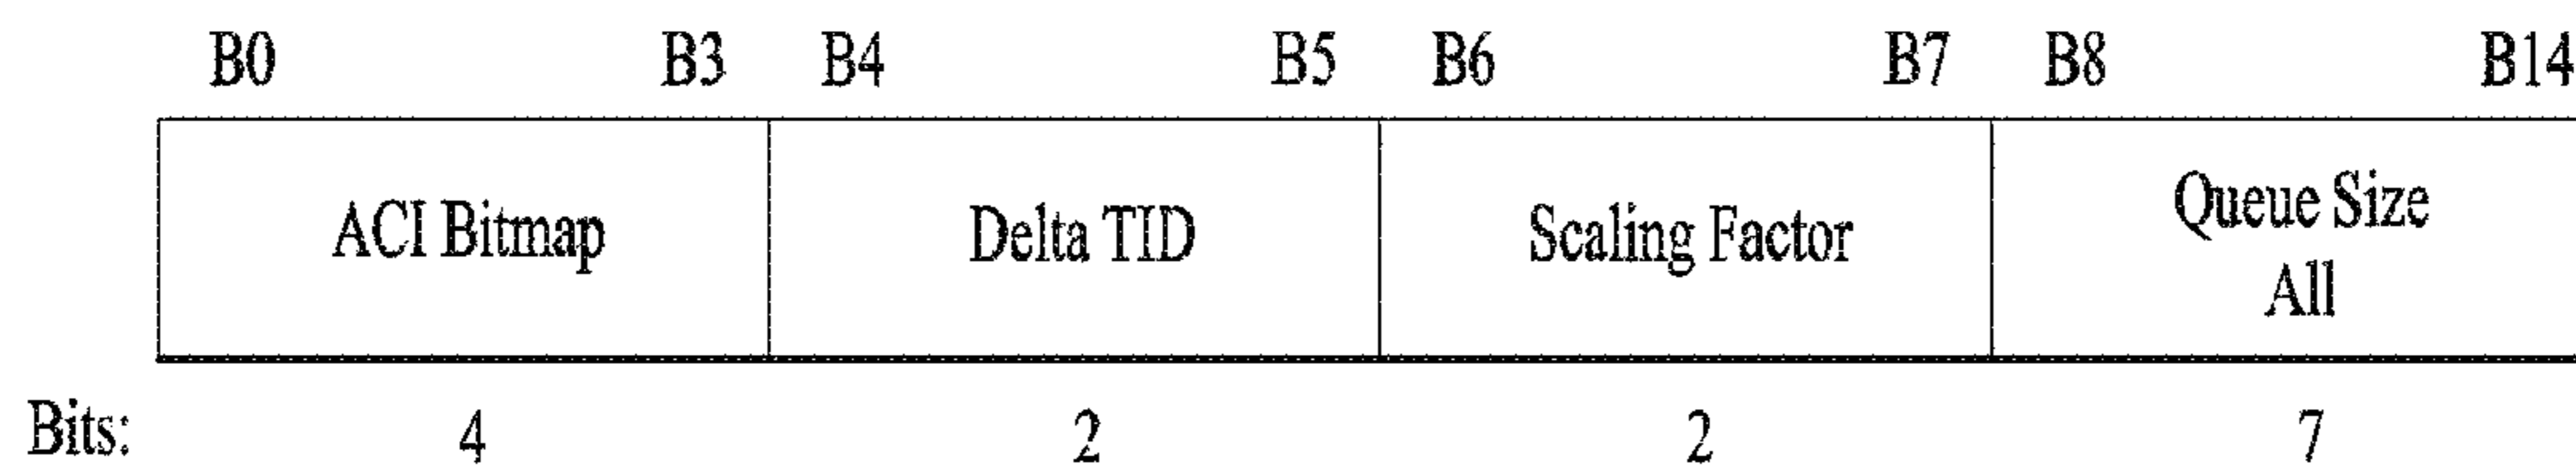 B0 B3 B4 B5 B6 B7 B8 B14
ACI Bitmap Delta TID Scaling Factor Queue Size
All
Bits: 4 2 2 7